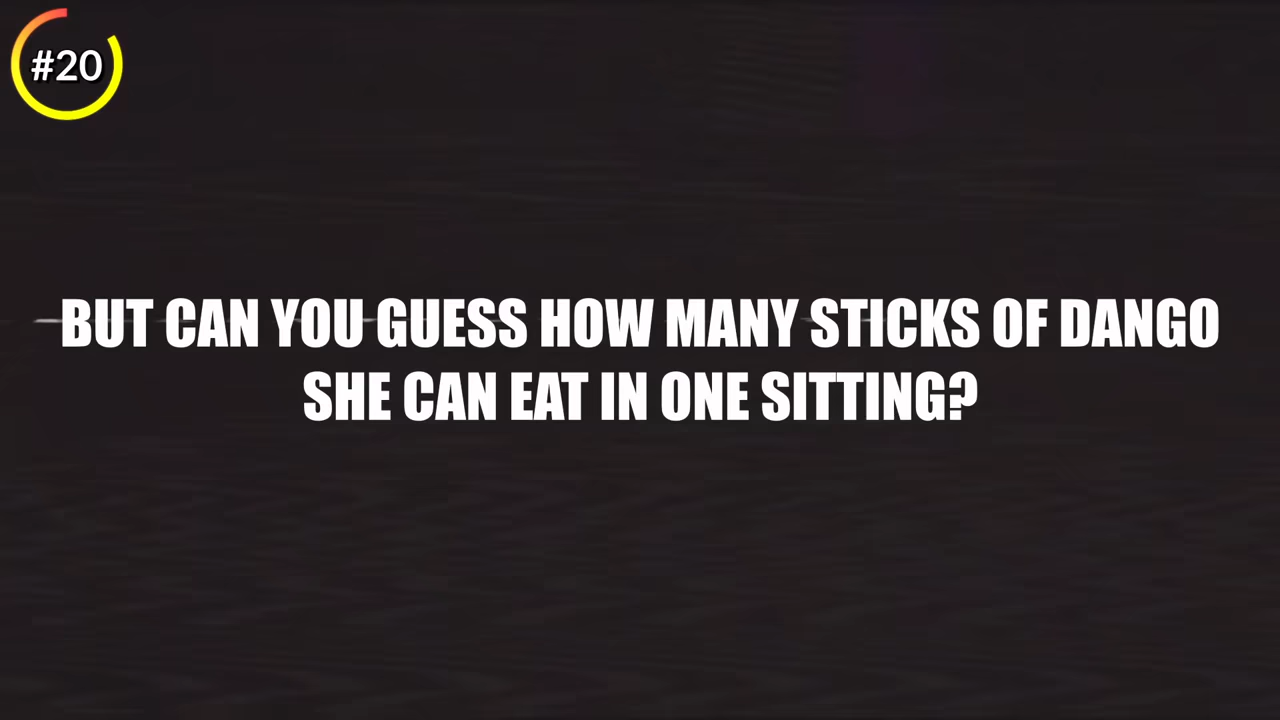 #20
BUT CAN YOU GUESS HOW MANY STICKS OF DANGO
SHE CAN EAT IN ONE SITTING?